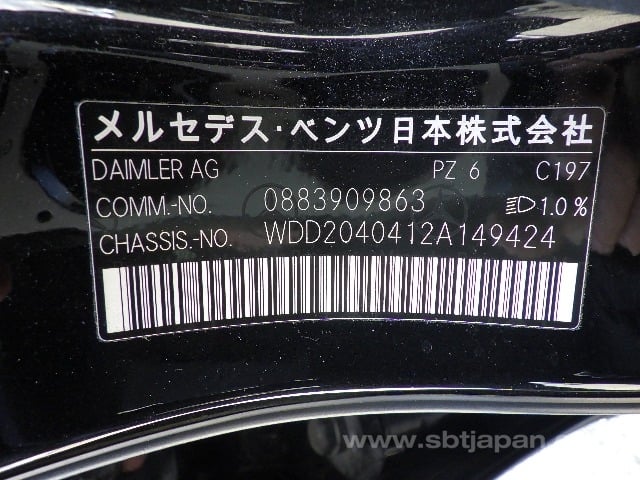 メルセデス・ベンツ日本株式会社
DAIMLER AG PZ 6 C197
COMM.-NO. 0883909863 1.0 %
CHASSIS.-NO. WDD2040412A149424
www.sbtjapan.com